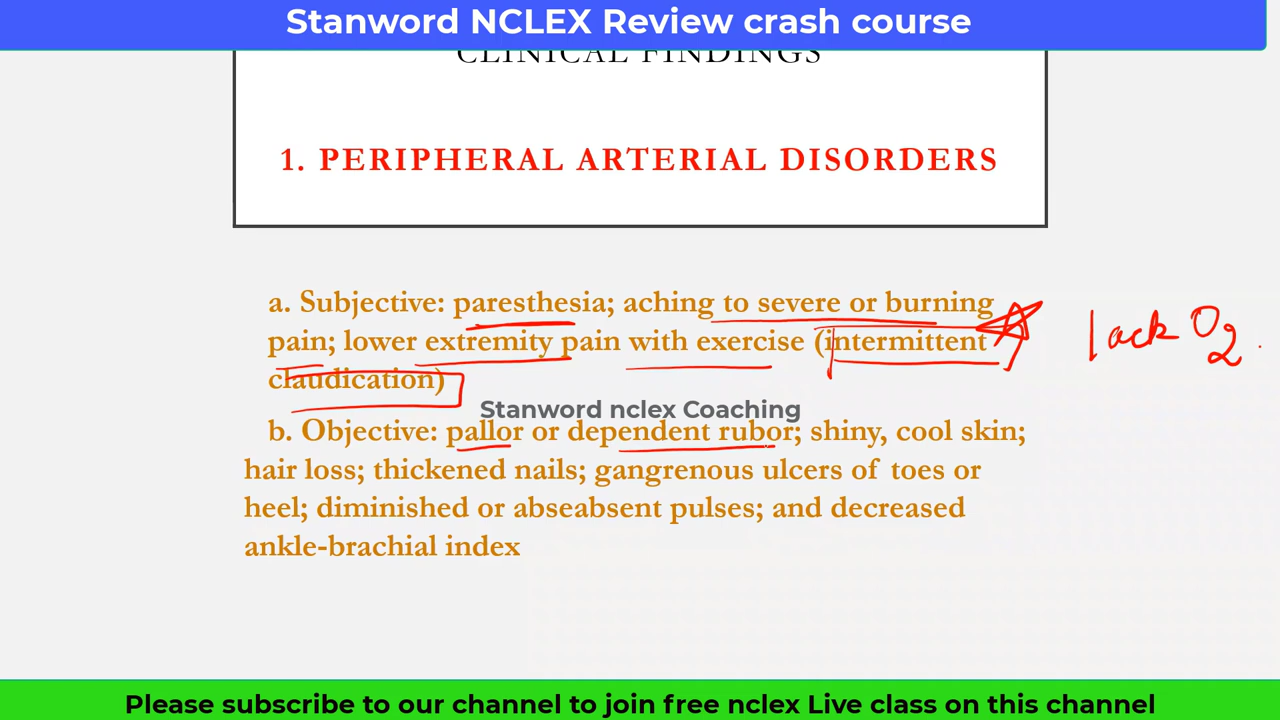 Stanword NCLEX Review crash course
CLINICAL FINDINGS
1. PERIPHERAL ARTERIAL DISORDERS
a. Subjective: paresthesia; aching to severe or burning
pain; lower extremity pain with exercise (intermittent
claudication)
lack O2
Stanword nclex Coaching
b. Objective: pallor or dependent rubor; shiny, cool skin;
hair loss; thickened nails; gangrenous ulcers of toes or
heel; diminished or abseabsent pulses; and decreased
ankle-brachial index
Please subscribe to our channel to join free nclex Live class on this channel